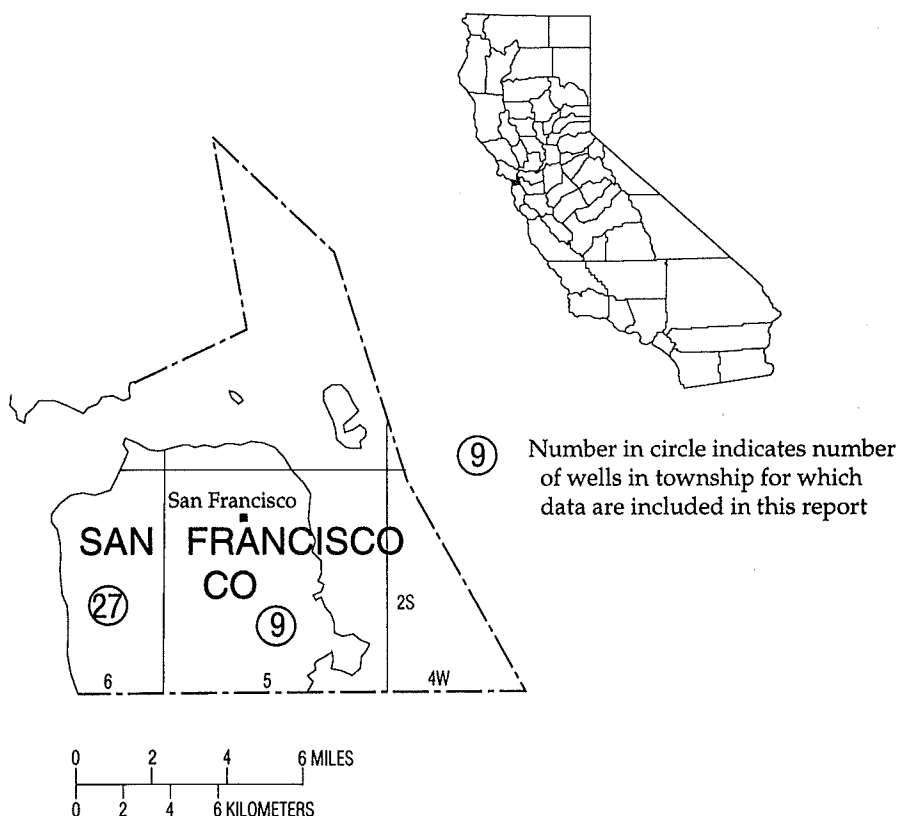 9
Number in circle indicates number
of wells in township for which
data are included in this report
San Francisco
SAN FRANCISCO
CO
27
9
2S
6
5
4W
0 2 4 6 MILES
0 2 4 6 KILOMETERS